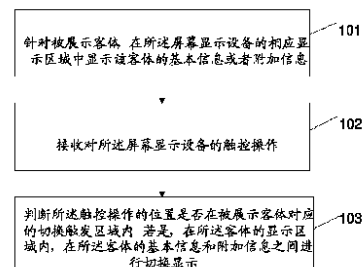 101
针对被展示客体，在所述屏幕显示设备的相应显
示区域中显示该客体的基本信息或者附加信息
102
接收对所述屏幕显示设备的触控操作
103
判断所述触控操作的位置是否在被展示客体对应
的切换触发区域内，若是，在所述客体的显示区
域内，在所述客体的基本信息和附加信息之间进
行切换显示